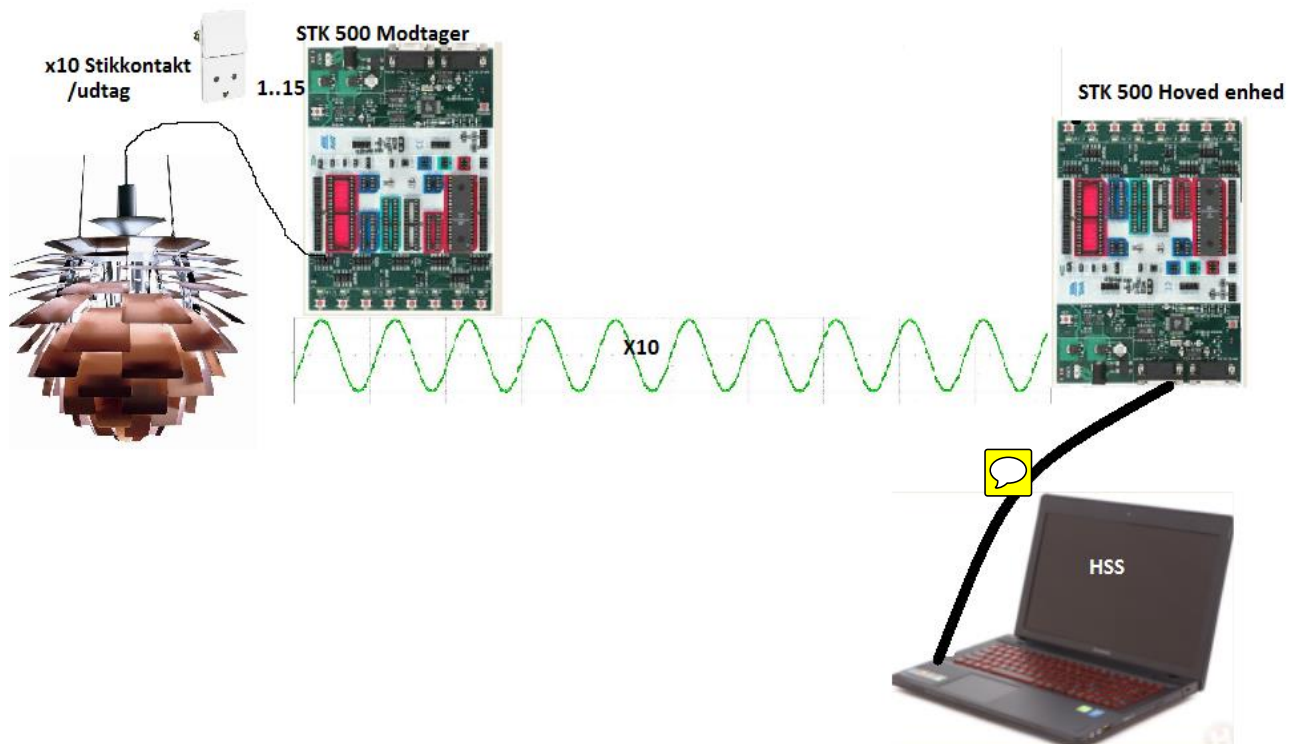 STK 500 Modtager
x10 Stikkontakt
/udtag
1..15
STK 500 Hoved enhed
X10
HSS